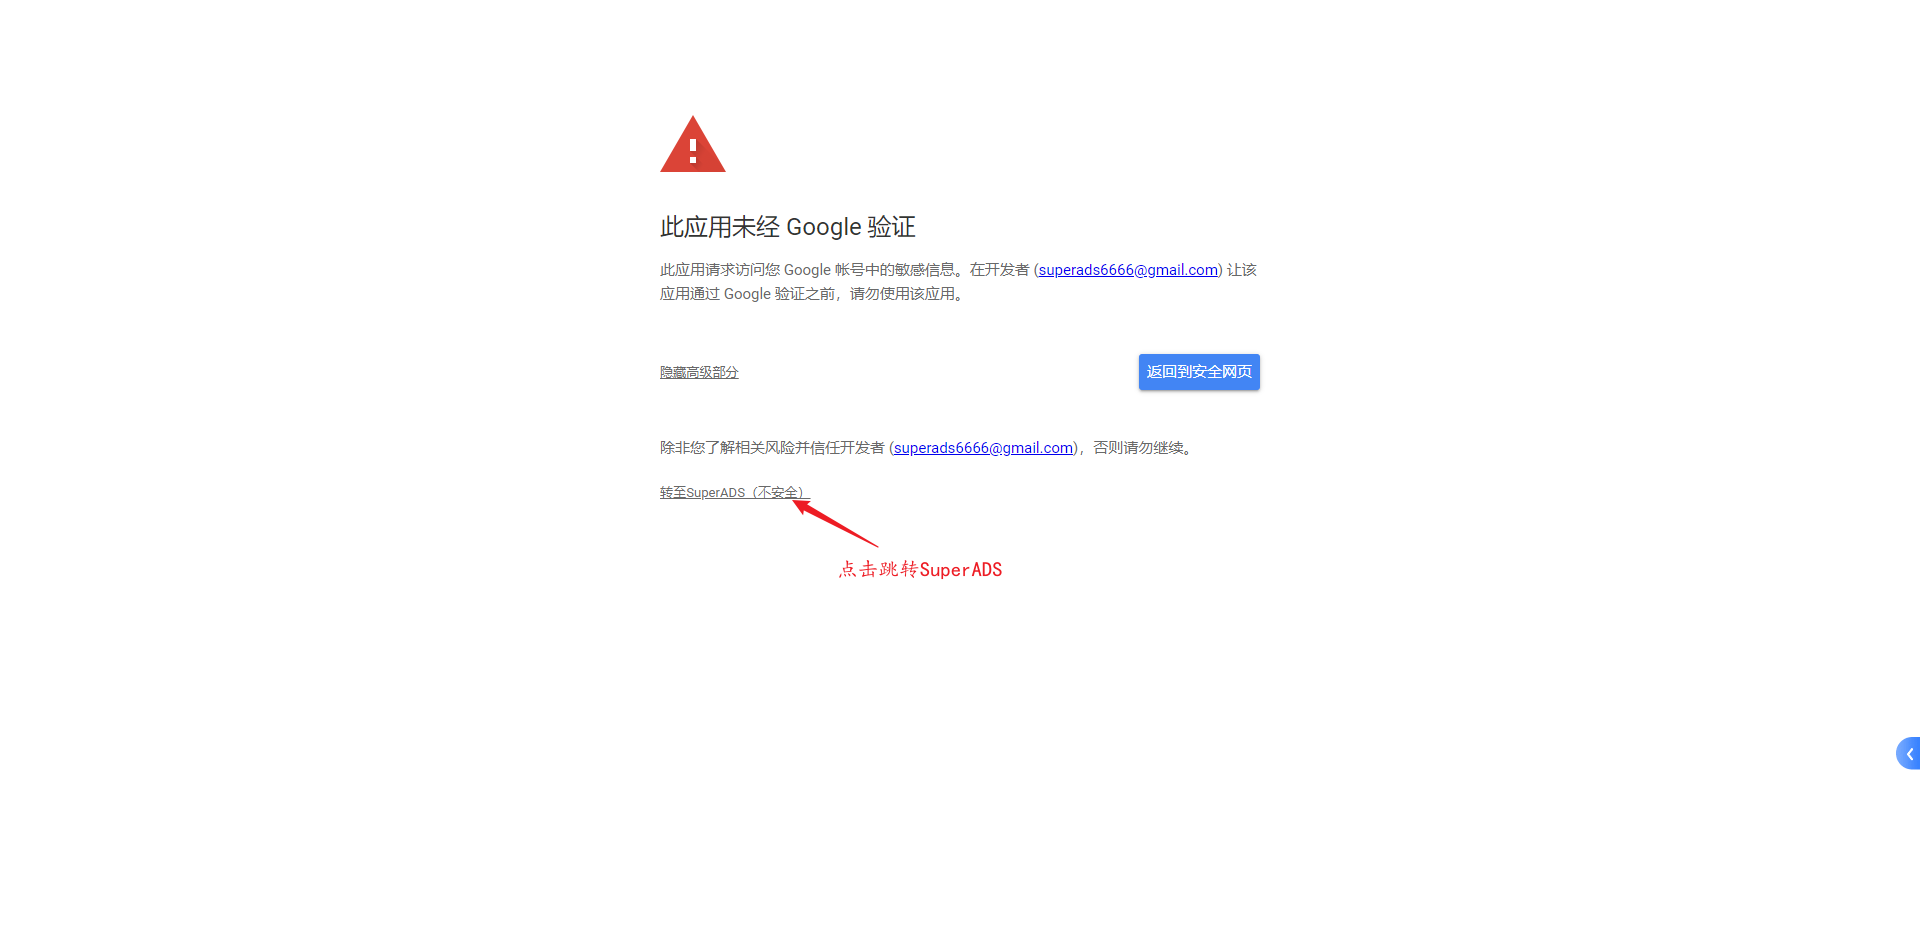 此应用未经 Google 验证
此应用请求访问您 Google 帐号中的敏感信息。在开发者 (superads6666@gmail.com) 让该
应用通过 Google 验证之前，请勿使用该应用。
隐藏高级部分
返回到安全网页
除非您了解相关风险并信任开发者 (superads6666@gmail.com)，否则请勿继续。
转至SuperADS（不安全）
点击跳转SuperADS